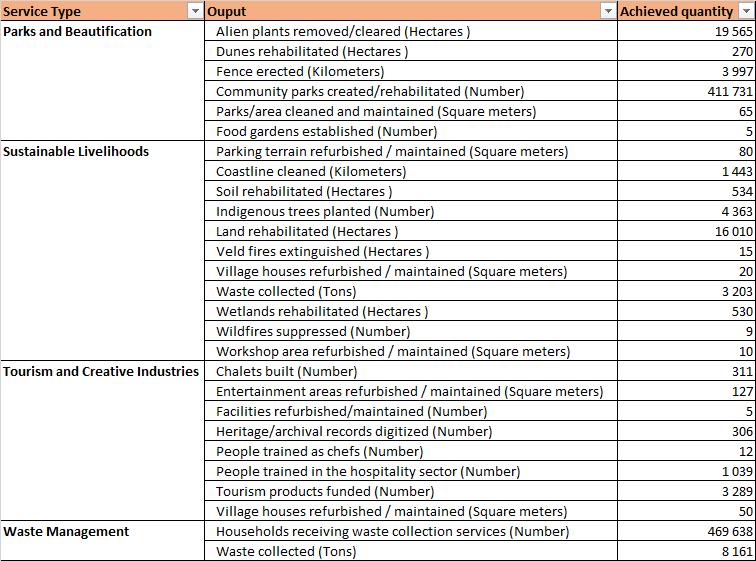 Service Type Ouput Achieved quantity
Parks and Beautification Alien plants removed/cleared (Hectares ) 19 565
Dunes rehabilitated (Hectares ) 270
Fence erected (Kilometers) 3 997
Community parks created/rehabilitated (Number) 411 731
Parks/area cleaned and maintained (Square meters) 65
Food gardens established (Number) 5
Sustainable Livelihoods Parking terrain refurbished / maintained (Square meters) 80
Coastline cleaned (Kilometers) 1 443
Soil rehabilitated (Hectares ) 534
Indigenous trees planted (Number) 4 363
Land rehabilitated (Hectares ) 16 010
Veld fires extinguished (Hectares ) 15
Village houses refurbished / maintained (Square meters) 20
Waste collected (Tons) 3 203
Wetlands rehabilitated (Hectares ) 530
Wildfires suppressed (Number) 9
Workshop area refurbished / maintained (Square meters) 10
Tourism and Creative Industries Chalets built (Number) 311
Entertainment areas refurbished / maintained (Square meters) 127
Facilities refurbished/maintained (Number) 5
Heritage/archival records digitized (Number) 306
People trained as chefs (Number) 12
People trained in the hospitality sector (Number) 1 039
Tourism products funded (Number) 3 289
Village houses refurbished / maintained (Square meters) 50
Waste Management Households receiving waste collection services (Number) 469 638
Waste collected (Tons) 8 161